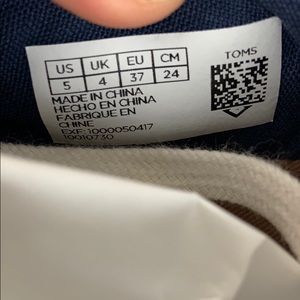 US UK EU CM
5 4 37 24
TOMS
MADE IN CHINA
HECHO EN CHINA
FABRIQUE EN
CHINE
EXF: 1000050417
10010730